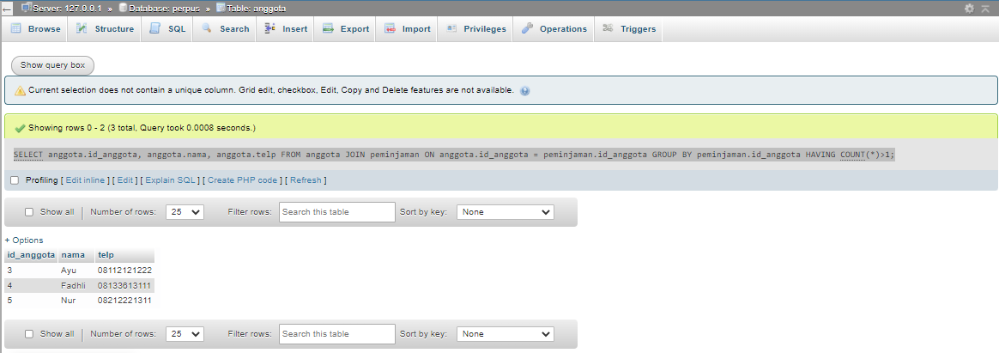 Server: 127.0.0.1 » Database: perpus » Table: anggota
Browse Structure SQL Search Insert Export Import Privileges Operations Triggers
Show query box
Current selection does not contain a unique column. Grid edit, checkbox, Edit, Copy and Delete features are not available.
Showing rows 0 - 2 (3 total, Query took 0.0008 seconds.)
SELECT anggota.id_anggota, anggota.nama, anggota.telp FROM anggota JOIN peminjaman ON anggota.id_anggota = peminjaman.id_anggota GROUP BY peminjaman.id_anggota HAVING COUNT(*)>1;
Profiling [ Edit inline ] [ Edit ] [ Explain SQL ] [ Create PHP code ] [ Refresh ]
Show all Number of rows: 25 Filter rows: Search this table Sort by key: None
+ Options
id_anggota nama telp
3 Ayu 08112121222
4 Fadhli 08133613111
5 Nur 08212221311
Show all Number of rows: 25 Filter rows: Search this table Sort by key: None